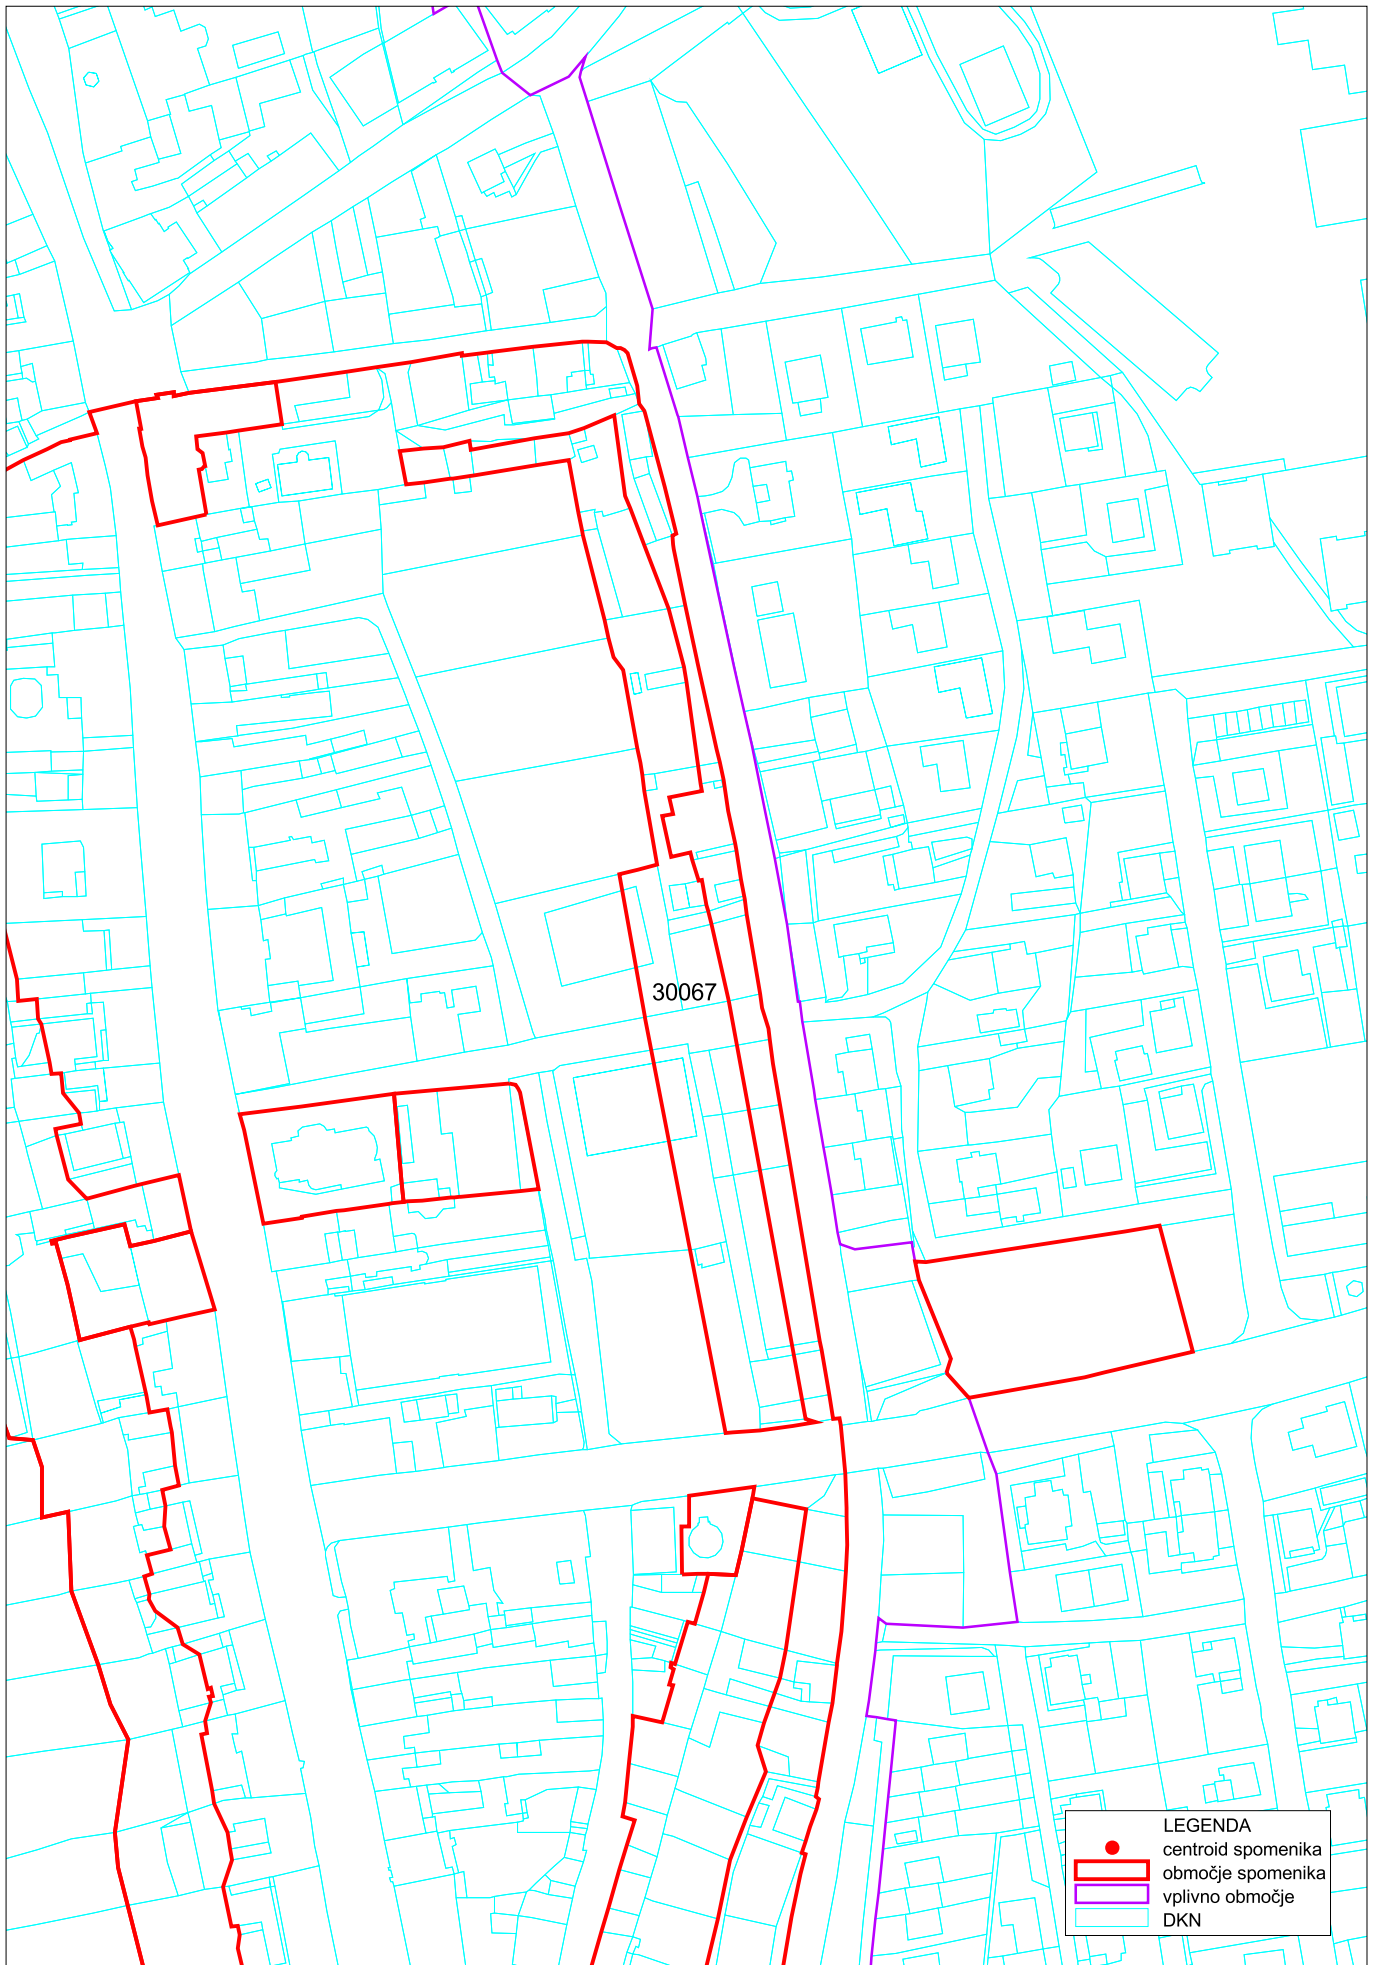 30067
LEGENDA
centroid spomenika
območje spomenika
vplivno območje
DKN